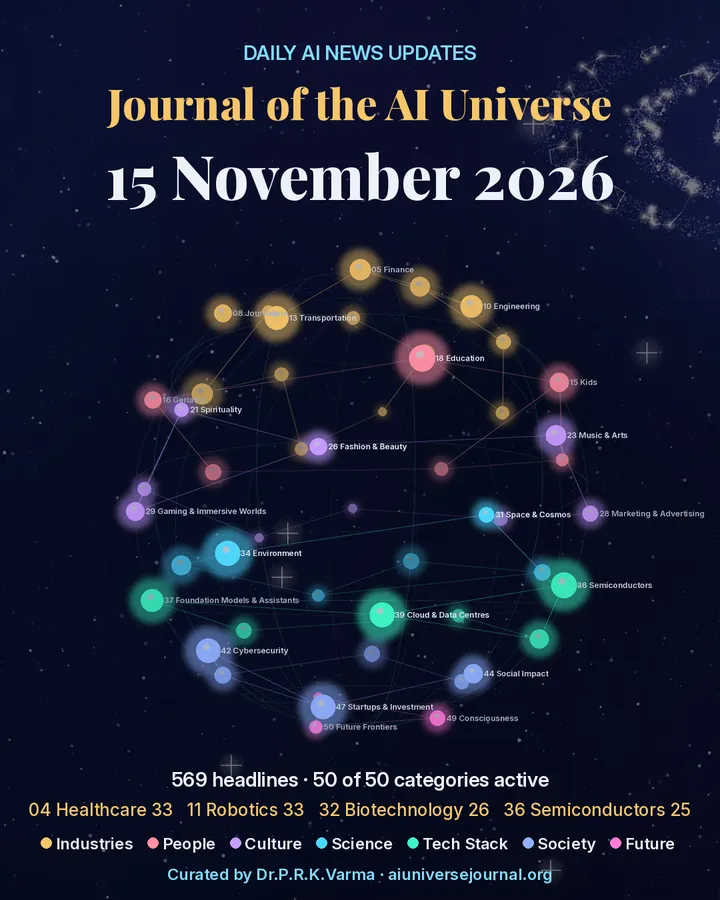 DAILY AI NEWS UPDATES
Journal of the AI Universe
15 November 2026
05 Finance
10 Engineering
08
13 Transportation
18 Education
15 Kids
16
21 Spirituality
23 Music & Arts
26 Fashion & Beauty
29 Gaming & Immersive Worlds
31 Space & Cosmos
28 Marketing & Advertising
34 Environment
36 Semiconductors
37 Foundation Models & Assistants
39 Cloud & Data Centres
42 Cybersecurity
44 Social Impact
47 Startups & Investment
49 Consciousness
50 Future Frontiers
569 headlines · 50 of 50 categories active
04 Healthcare 33 11 Robotics 33 32 Biotechnology 26 36 Semiconductors 25
Industries People Culture Science Tech Stack Society Future
Curated by Dr.P.R.K.Varma · aiuniversejournal.org